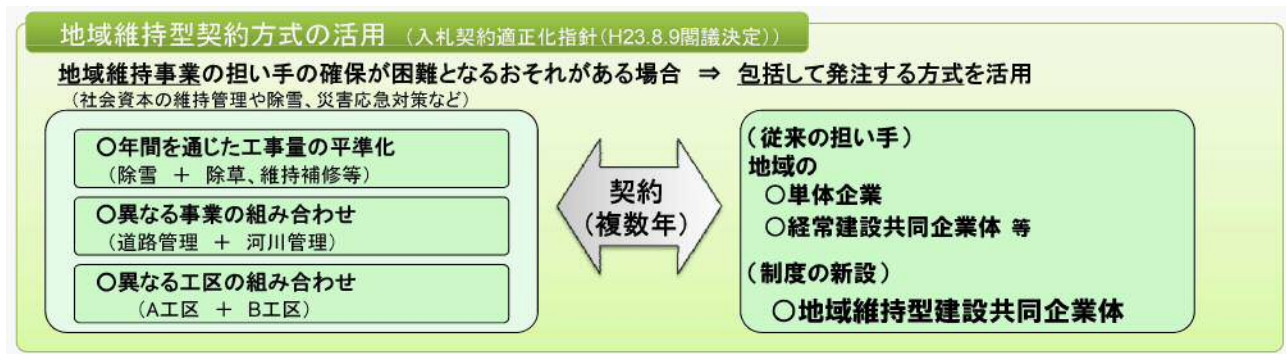 地域維持型契約方式の活用 (入札契約適正化指針(H23.8.9閣議決定))
地域維持事業の担い手の確保が困難となるおそれがある場合 ⇒ 包括して発注する方式を活用
(社会資本の維持管理や除雪、災害応急対策など)
〇年間を通じた工事量の平準化
(除雪 + 除草、維持補修等)
〇異なる事業の組み合わせ
(道路管理 + 河川管理)
〇異なる工区の組み合わせ
(A工区 + B工区)
契約
(複数年)
(従来の担い手)
地域の
〇単体企業
〇経常建設共同企業体 等
(制度の新設)
〇地域維持型建設共同企業体